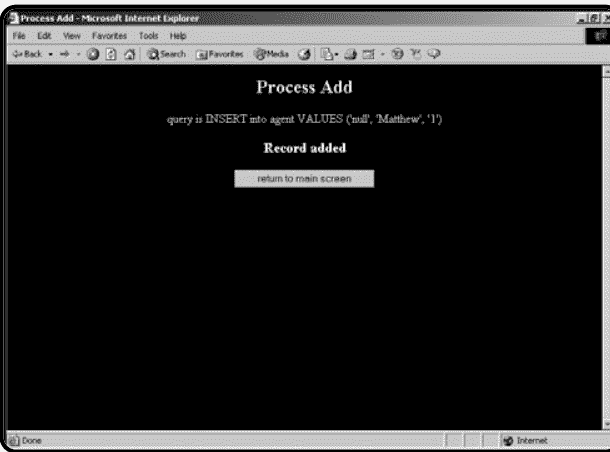 Process Add - Microsoft Internet Explorer
File Edit View Favorites Tools Help
Back Search Favorites Media
Process Add
query is INSERT into agent VALUES ('null', 'Matthew', '1')
Record added
return to main screen
Done Internet